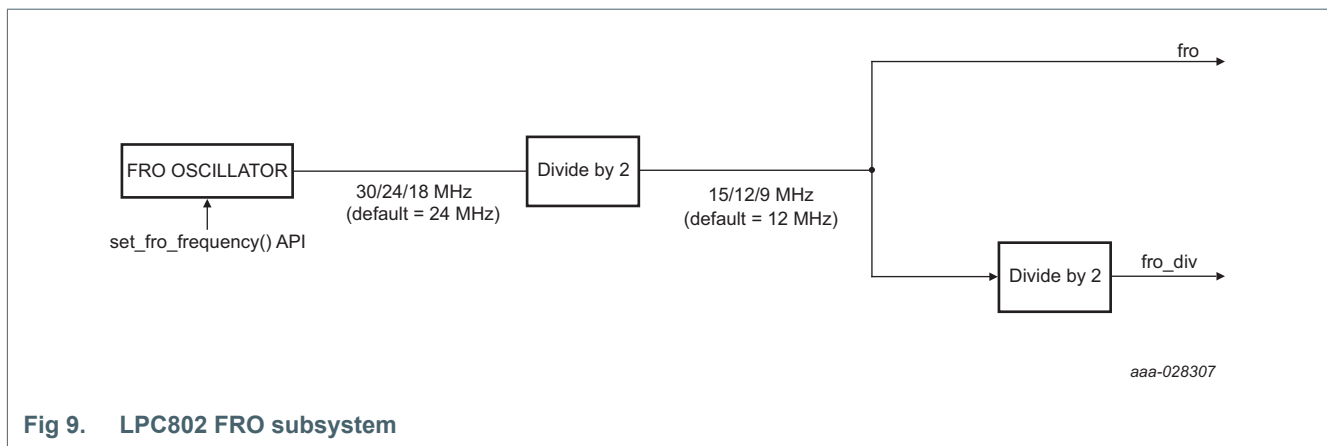 fro
FRO OSCILLATOR
Divide by 2
30/24/18 MHz
(default = 24 MHz)
15/12/9 MHz
(default = 12 MHz)
set_fro_frequency() API
Divide by 2
fro_div
aaa-028307
Fig 9. LPC802 FRO subsystem